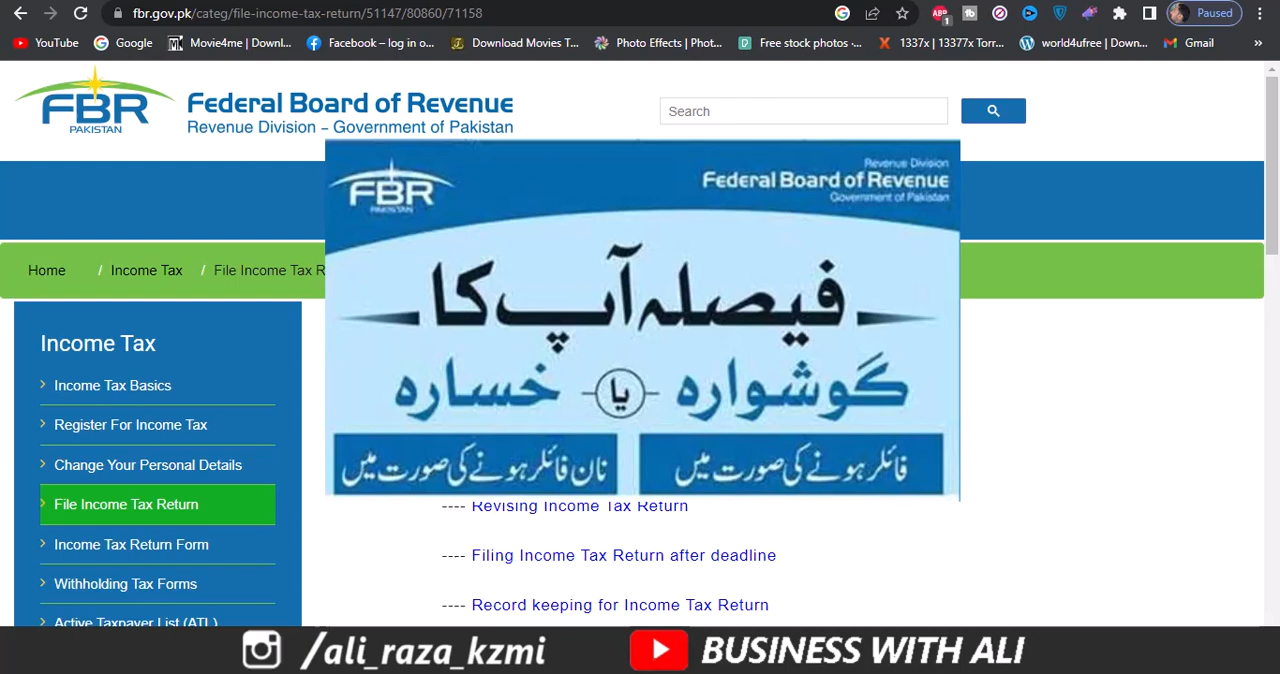 fbr.gov.pk/categ/file-income-tax-return/51147/80860/71158
Paused
YouTube
Google
Movie4me | Downl...
Facebook – log in o...
Download Movies T...
Photo Effects | Phot...
Free stock photos ·...
1337x | 13377x Torr...
world4ufree | Down...
Gmail
»
FBR
PAKISTAN
Federal Board of Revenue
Revenue Division – Government of Pakistan
Search
FBR
PAKISTAN
Revenue Division
Federal Board of Revenue
Government of Pakistan
فیصلہ آپ کا
گوشوارہ یا خسارہ
فائلر ہونے کی صورت میں
نان فائلر ہونے کی صورت میں
Home / Income Tax / File Income Tax R
Income Tax
Income Tax Basics
Register For Income Tax
Change Your Personal Details
File Income Tax Return
Income Tax Return Form
Withholding Tax Forms
Active Taxpayer List (ATL)
---- Revising Income Tax Return
---- Filing Income Tax Return after deadline
---- Record keeping for Income Tax Return
/ali_raza_kzmi
BUSINESS WITH ALI